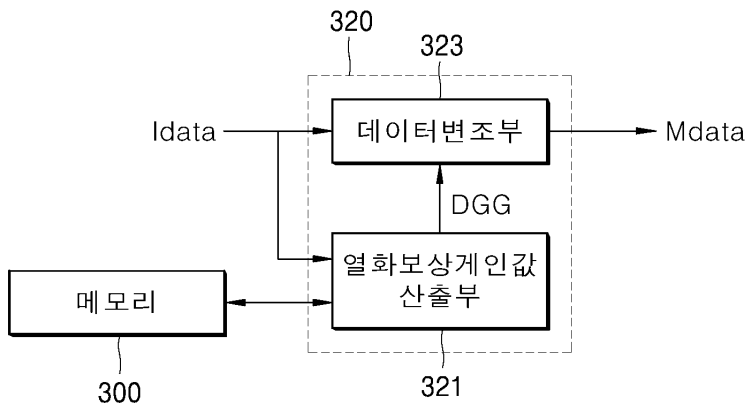 320
323
Idata
데이터변조부
Mdata
DGG
열화보상게인값
산출부
메모리
300
321